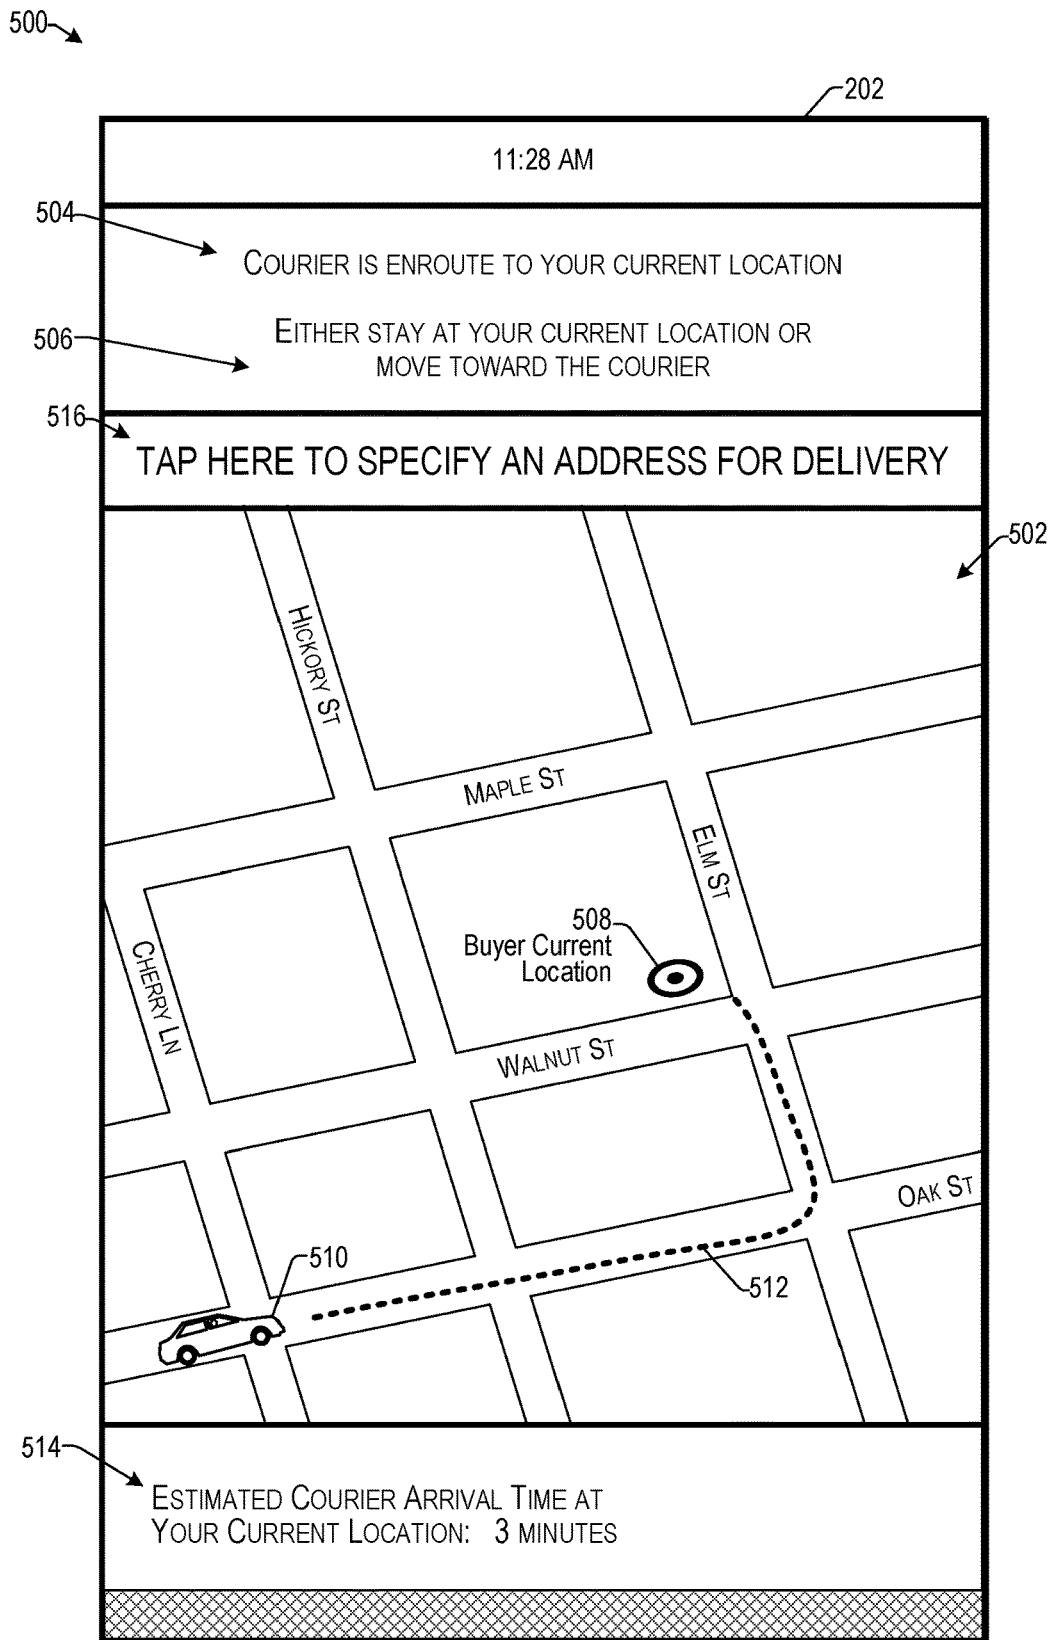 500
202
11:28 AM
504
COURIER IS ENROUTE TO YOUR CURRENT LOCATION
506
EITHER STAY AT YOUR CURRENT LOCATION OR
MOVE TOWARD THE COURIER
516
TAP HERE TO SPECIFY AN ADDRESS FOR DELIVERY
502
HICKORY ST
MAPLE ST
ELM ST
508
Buyer Current
Location
CHERRY LN
WALNUT ST
OAK ST
510
512
514
ESTIMATED COURIER ARRIVAL TIME AT
YOUR CURRENT LOCATION: 3 MINUTES